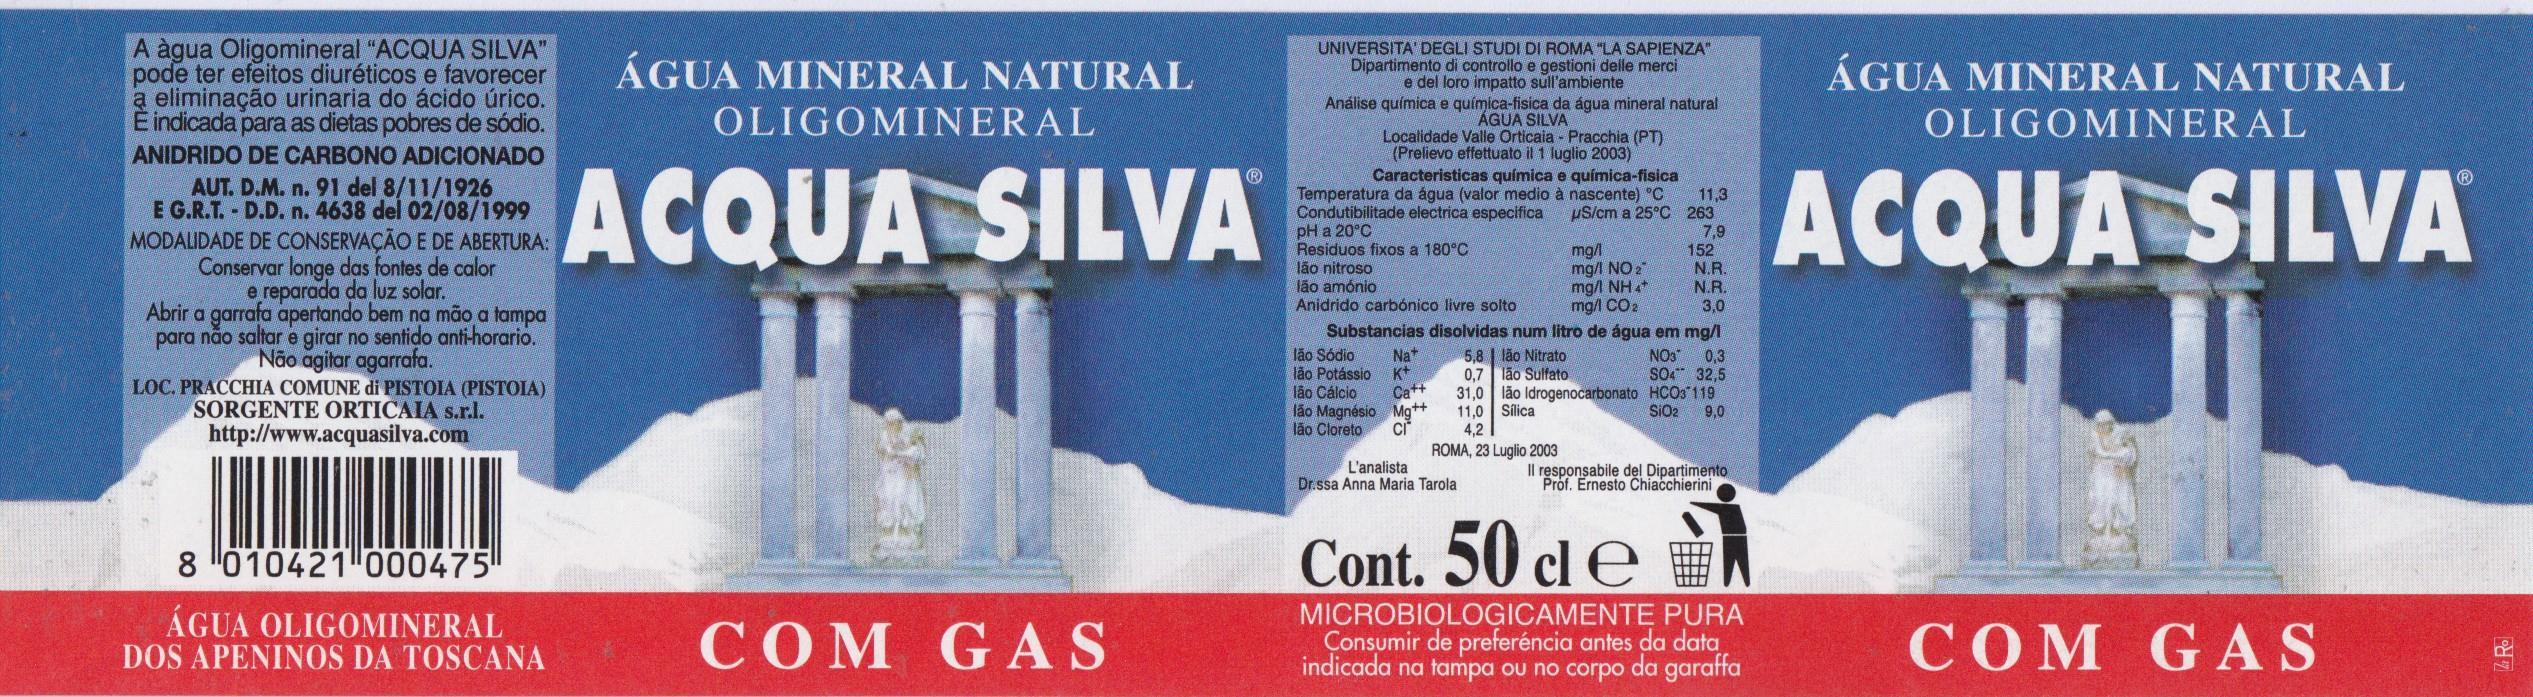 A àgua Oligomineral “ACQUA SILVA”
pode ter efeitos diuréticos e favorecer
a eliminação urinaria do ácido úrico.
È indicada para as dietas pobres de sódio.
ANIDRIDO DE CARBONO ADICIONADO
AUT. D.M. n. 91 del 8/11/1926
E G.R.T. - D.D. n. 4638 del 02/08/1999
MODALIDADE DE CONSERVAÇÃO E DE ABERTURA:
Conservar longe das fontes de calor
e reparada da luz solar.
Abrir a garrafa apertando bem na mão a tampa
para não saltar e girar no sentido anti-horario.
Não agitar agarrafa.
LOC. PRACCHIA COMUNE di PISTOIA (PISTOIA)
SORGENTE ORTICAIA s.r.l.
http://www.acquasilva.com
8 010421 000475
ÁGUA OLIGOMINERAL
DOS APENINOS DA TOSCANA
ÁGUA MINERAL NATURAL
OLIGOMINERAL
ACQUA SILVA®
COM GAS
UNIVERSITA' DEGLI STUDI DI ROMA “LA SAPIENZA”
Dipartimento di controllo e gestioni delle merci
e del loro impatto sull'ambiente
Análise química e química-fisica da água mineral natural
ÁGUA SILVA
Localidade Valle Orticaia - Pracchia (PT)
(Prelievo effettuato il 1 luglio 2003)
Caracteristicas química e química-fisica
Temperatura da água (valor medio à nascente) °C 11,3
Condutibilitade electrica especifica µS/cm a 25°C 263
pH a 20°C 7,9
Resíduos fixos a 180°C mg/l 152
Ião nitroso mg/l NO2- N.R.
Ião amónio mg/l NH4+ N.R.
Anidrido carbónico livre solto mg/l CO2 3,0
Substancias disolvidas num litro de água em mg/l
Ião Sódio Na+ 5,8 | Ião Nitrato NO3- 0,3
Ião Potássio K+ 0,7 | Ião Sulfato SO4-- 32,5
Ião Cálcio Ca++ 31,0 | Ião Idrogenocarbonato HCO3- 119
Ião Magnésio Mg++ 11,0 | Sílica SiO2 9,0
Ião Cloreto Cl- 4,2
ROMA, 23 Luglio 2003
L'analista Il responsabile del Dipartimento
Dr.ssa Anna Maria Tarola Prof. Ernesto Chiacchierini
Cont. 50 cl e
MICROBIOLOGICAMENTE PURA
Consumir de preferéncia antes da data
indicada na tampa ou no corpo da garaffa
ÁGUA MINERAL NATURAL
OLIGOMINERAL
ACQUA SILVA®
COM GAS